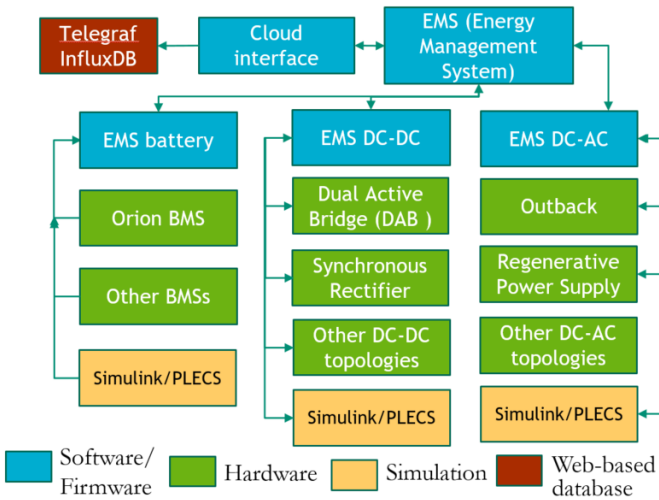 Telegraf
InfluxDB
Cloud
interface
EMS (Energy
Management
System)
EMS battery
EMS DC-DC
EMS DC-AC
Orion BMS
Dual Active
Bridge (DAB )
Outback
Other BMSs
Synchronous
Rectifier
Regenerative
Power Supply
Simulink/PLECS
Other DC-DC
topologies
Other DC-AC
topologies
Simulink/PLECS
Simulink/PLECS
Software/
Firmware
Hardware
Simulation
Web-based
database